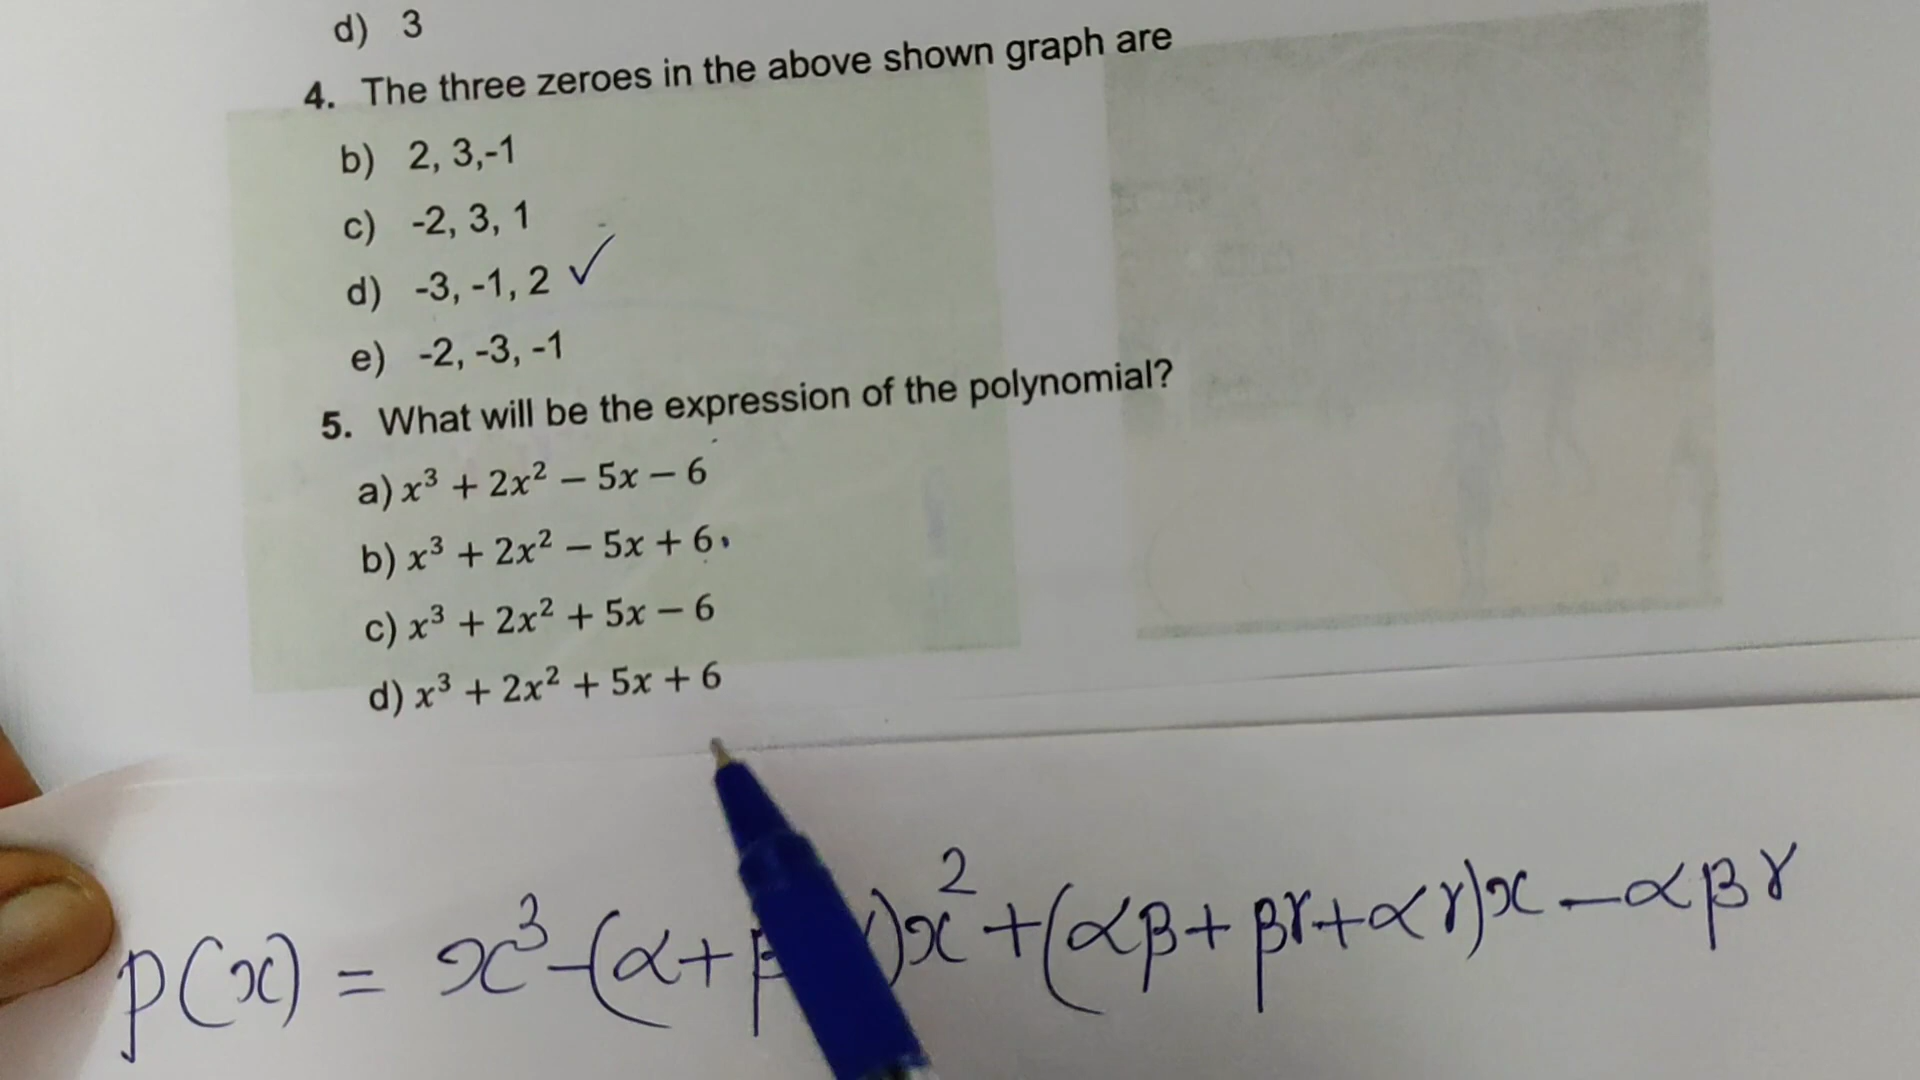 d) 3
4. The three zeroes in the above shown graph are
b) 2, 3,-1
c) -2, 3, 1
d) -3, -1, 2 ✓
e) -2, -3, -1
5. What will be the expression of the polynomial?
a) x³ + 2x² – 5x – 6
b) x³ + 2x² – 5x + 6
c) x³ + 2x² + 5x – 6
d) x³ + 2x² + 5x + 6
p(x) = x³-(α+β )x²+(αβ+βγ+αγ)x-αβγ